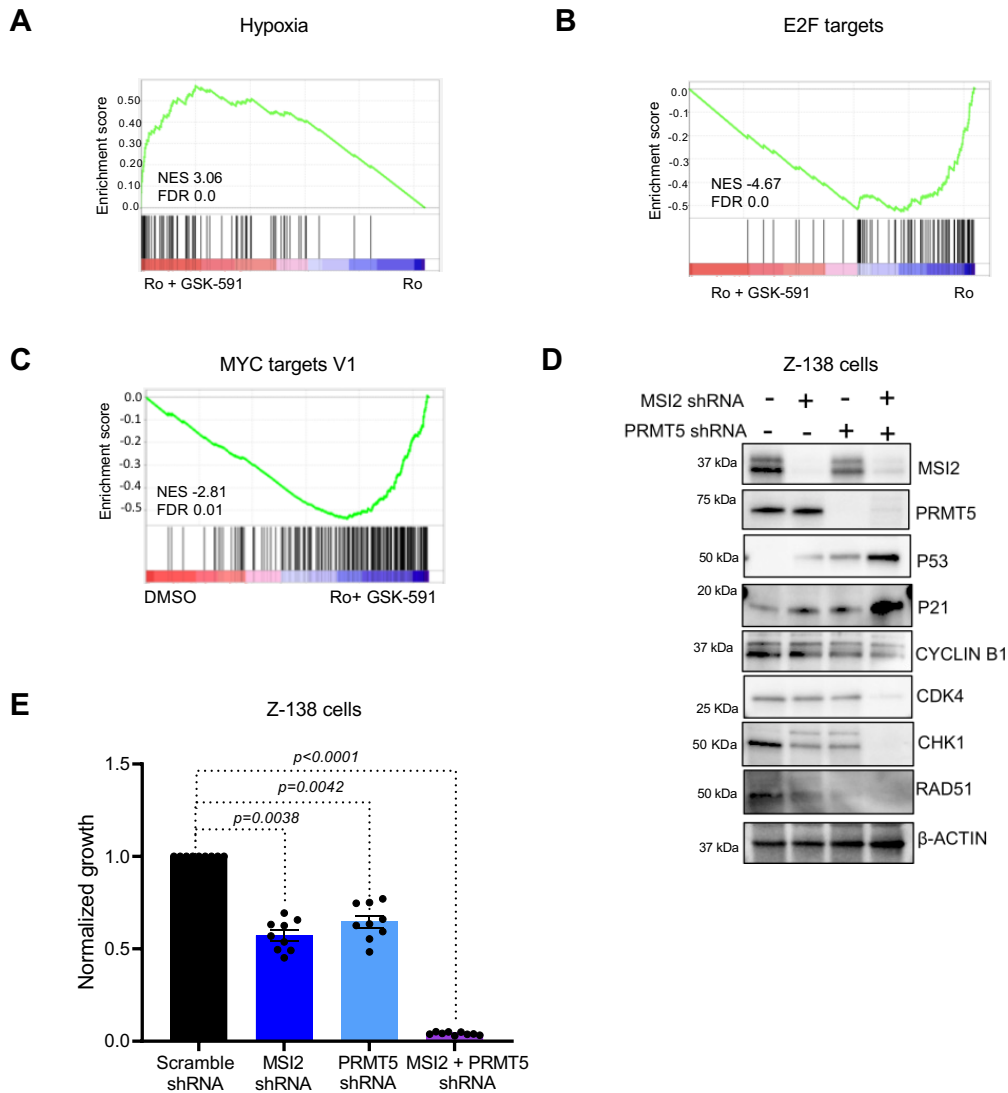 A
Hypoxia
Enrichment score
0.50
0.40
0.30
0.20
0.10
0.0
NES 3.06
FDR 0.0
Ro + GSK-591
Ro
B
E2F targets
Enrichment score
0.0
-0.1
-0.2
-0.3
-0.4
-0.5
NES -4.67
FDR 0.0
Ro + GSK-591
Ro
C
MYC targets V1
Enrichment score
0.0
-0.1
-0.2
-0.3
-0.4
-0.5
NES -2.81
FDR 0.01
DMSO
Ro+ GSK-591
D
Z-138 cells
MSI2 shRNA - + - +
PRMT5 shRNA - - + +
37 kDa MSI2
75 kDa PRMT5
50 kDa P53
20 kDa P21
37 kDa CYCLIN B1
25 KDa CDK4
50 KDa CHK1
50 kDa RAD51
37 kDa β-ACTIN
E
Z-138 cells
Normalized growth
1.5
1.0
0.5
0.0
p<0.0001
p=0.0042
p=0.0038
Scramble
shRNA
MSI2
shRNA
PRMT5
shRNA
MSI2 + PRMT5
shRNA